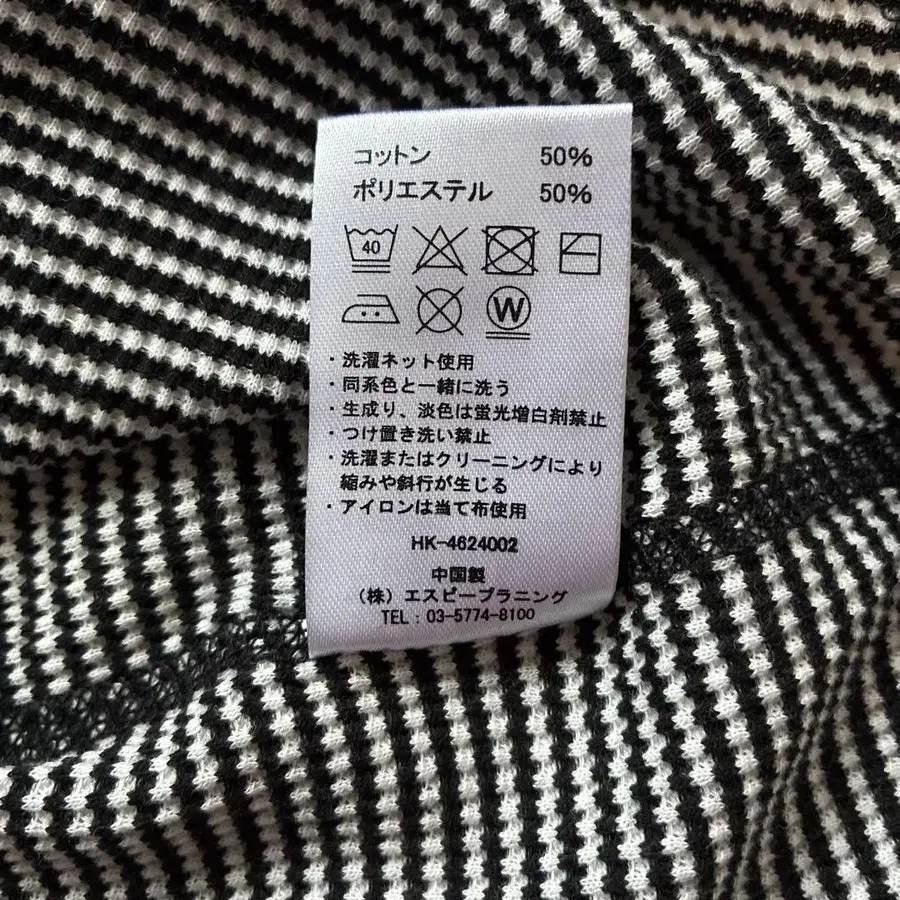 コットン 50%
ポリエステル 50%
40
W
・洗濯ネット使用
・同系色と一緒に洗う
・生成り、淡色は蛍光増白剤禁止
・つけ置き洗い禁止
・洗濯またはクリーニングにより
縮みや斜行が生じる
・アイロンは当て布使用
HK-4624002
中国製
（株）エスピープラニング
TEL：03-5774-8100